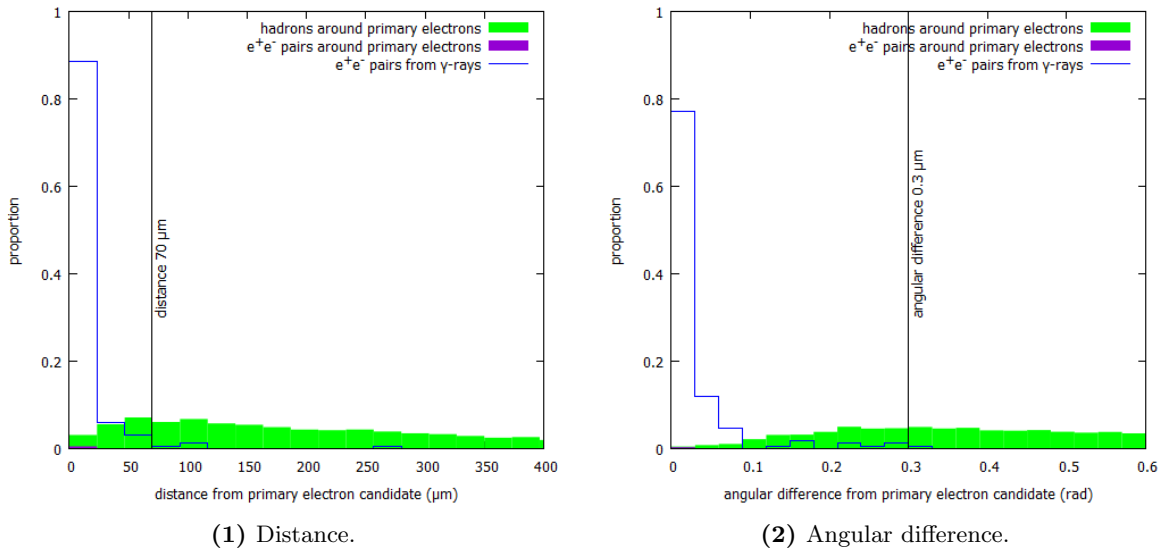 1
0.8
0.6
0.4
0.2
0
proportion
0 50 100 150 200 250 300 350 400
distance from primary electron candidate (µm)
hadrons around primary electrons
e+e- pairs around primary electrons
e+e- pairs from γ-rays
distance 70 µm
(1) Distance.
1
0.8
0.6
0.4
0.2
0
proportion
0 0.1 0.2 0.3 0.4 0.5 0.6
angular difference from primary electron candidate (rad)
hadrons around primary electrons
e+e- pairs around primary electrons
e+e- pairs from γ-rays
angular difference 0.3 µm
(2) Angular difference.